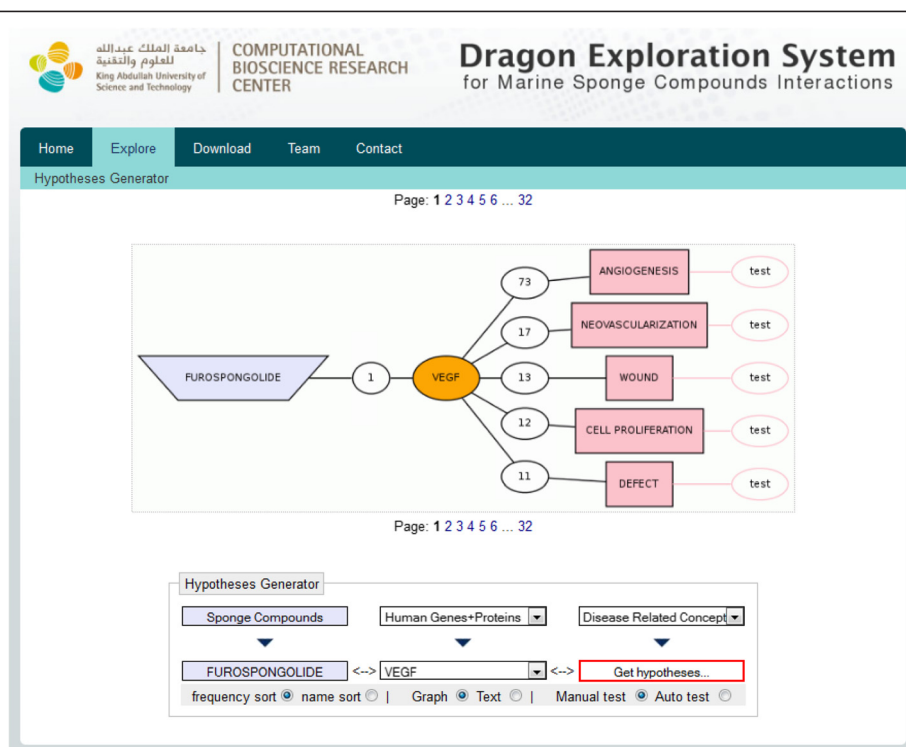 جامعة الملك عبدالله
للعلوم والتقنية
King Abdullah University of
Science and Technology
COMPUTATIONAL
BIOSCIENCE RESEARCH
CENTER
Dragon Exploration System
for Marine Sponge Compounds Interactions
Home Explore Download Team Contact
Hypotheses Generator
Page: 1 2 3 4 5 6 ... 32
73 ANGIOGENESIS test
17 NEOVASCULARIZATION test
FUROSPONGOLIDE 1 VEGF 13 WOUND test
12 CELL PROLIFERATION test
11 DEFECT test
Page: 1 2 3 4 5 6 ... 32
Hypotheses Generator
Sponge Compounds Human Genes+Proteins Disease Related Concept
FUROSPONGOLIDE <--> VEGF <--> Get hypotheses...
frequency sort name sort | Graph Text | Manual test Auto test